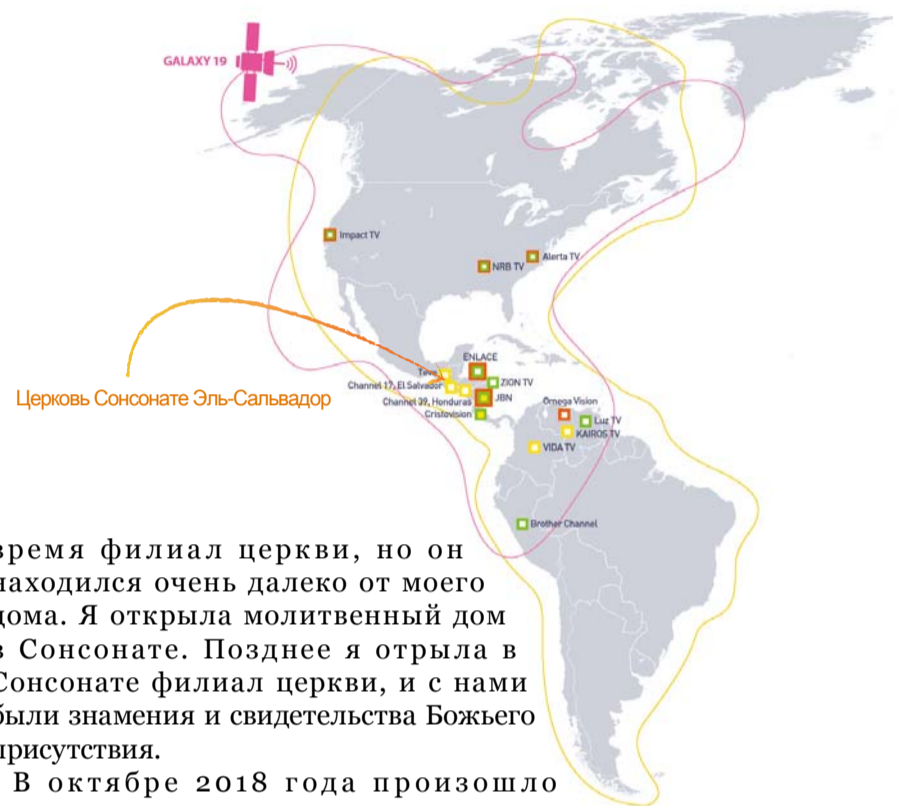 GALAXY 19
Impact TV
Alerta TV
NRB TV
ENLACE
Teve
ZION TV
Channel 17, El Salvador
JBN
Channel 39, Honduras
Cristovision
Omega Vision
Luz TV
KAIROS TV
VIDA TV
Brother Channel
Церковь Сонсонате Эль-Сальвадор
время филиал церкви, но он
находился очень далеко от моего
дома. Я открыла молитвенный дом
в Сонсонате. Позднее я отрыла в
Сонсонате филиал церкви, и с нами
были знамения и свидетельства Божьего
присутствия.
В октябре 2018 года произошло